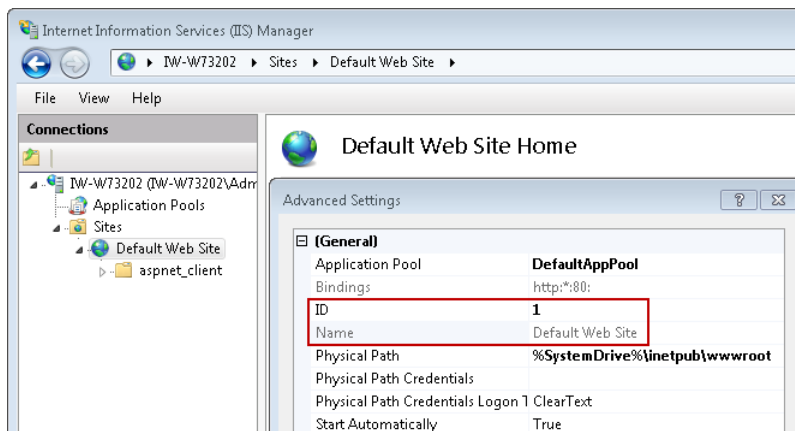 Internet Information Services (IIS) Manager
IW-W73202 Sites Default Web Site
File View Help
Connections
Default Web Site Home
IW-W73202 (IW-W73202\Adm
Application Pools
Sites
Default Web Site
aspnet_client
Advanced Settings
?
(General)
Application Pool DefaultAppPool
Bindings http:*:80:
ID 1
Name Default Web Site
Physical Path %SystemDrive%\inetpub\wwwroot
Physical Path Credentials
Physical Path Credentials Logon T ClearText
Start Automatically True